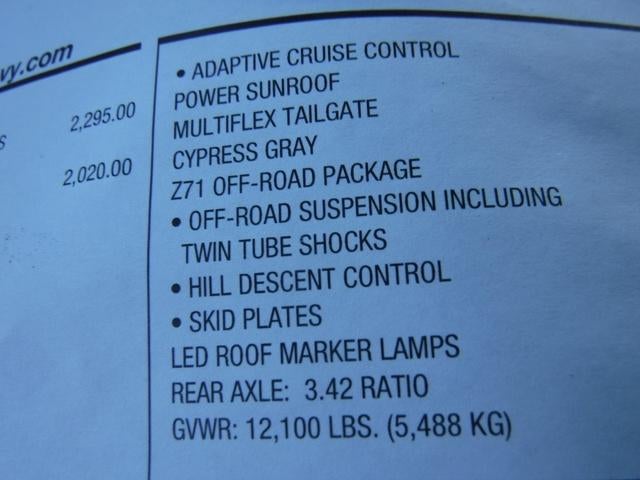 vy.com
S 2,295.00
2,020.00
• ADAPTIVE CRUISE CONTROL
POWER SUNROOF
MULTIFLEX TAILGATE
CYPRESS GRAY
Z71 OFF-ROAD PACKAGE
• OFF-ROAD SUSPENSION INCLUDING
TWIN TUBE SHOCKS
• HILL DESCENT CONTROL
• SKID PLATES
LED ROOF MARKER LAMPS
REAR AXLE: 3.42 RATIO
GVWR: 12,100 LBS. (5,488 KG)